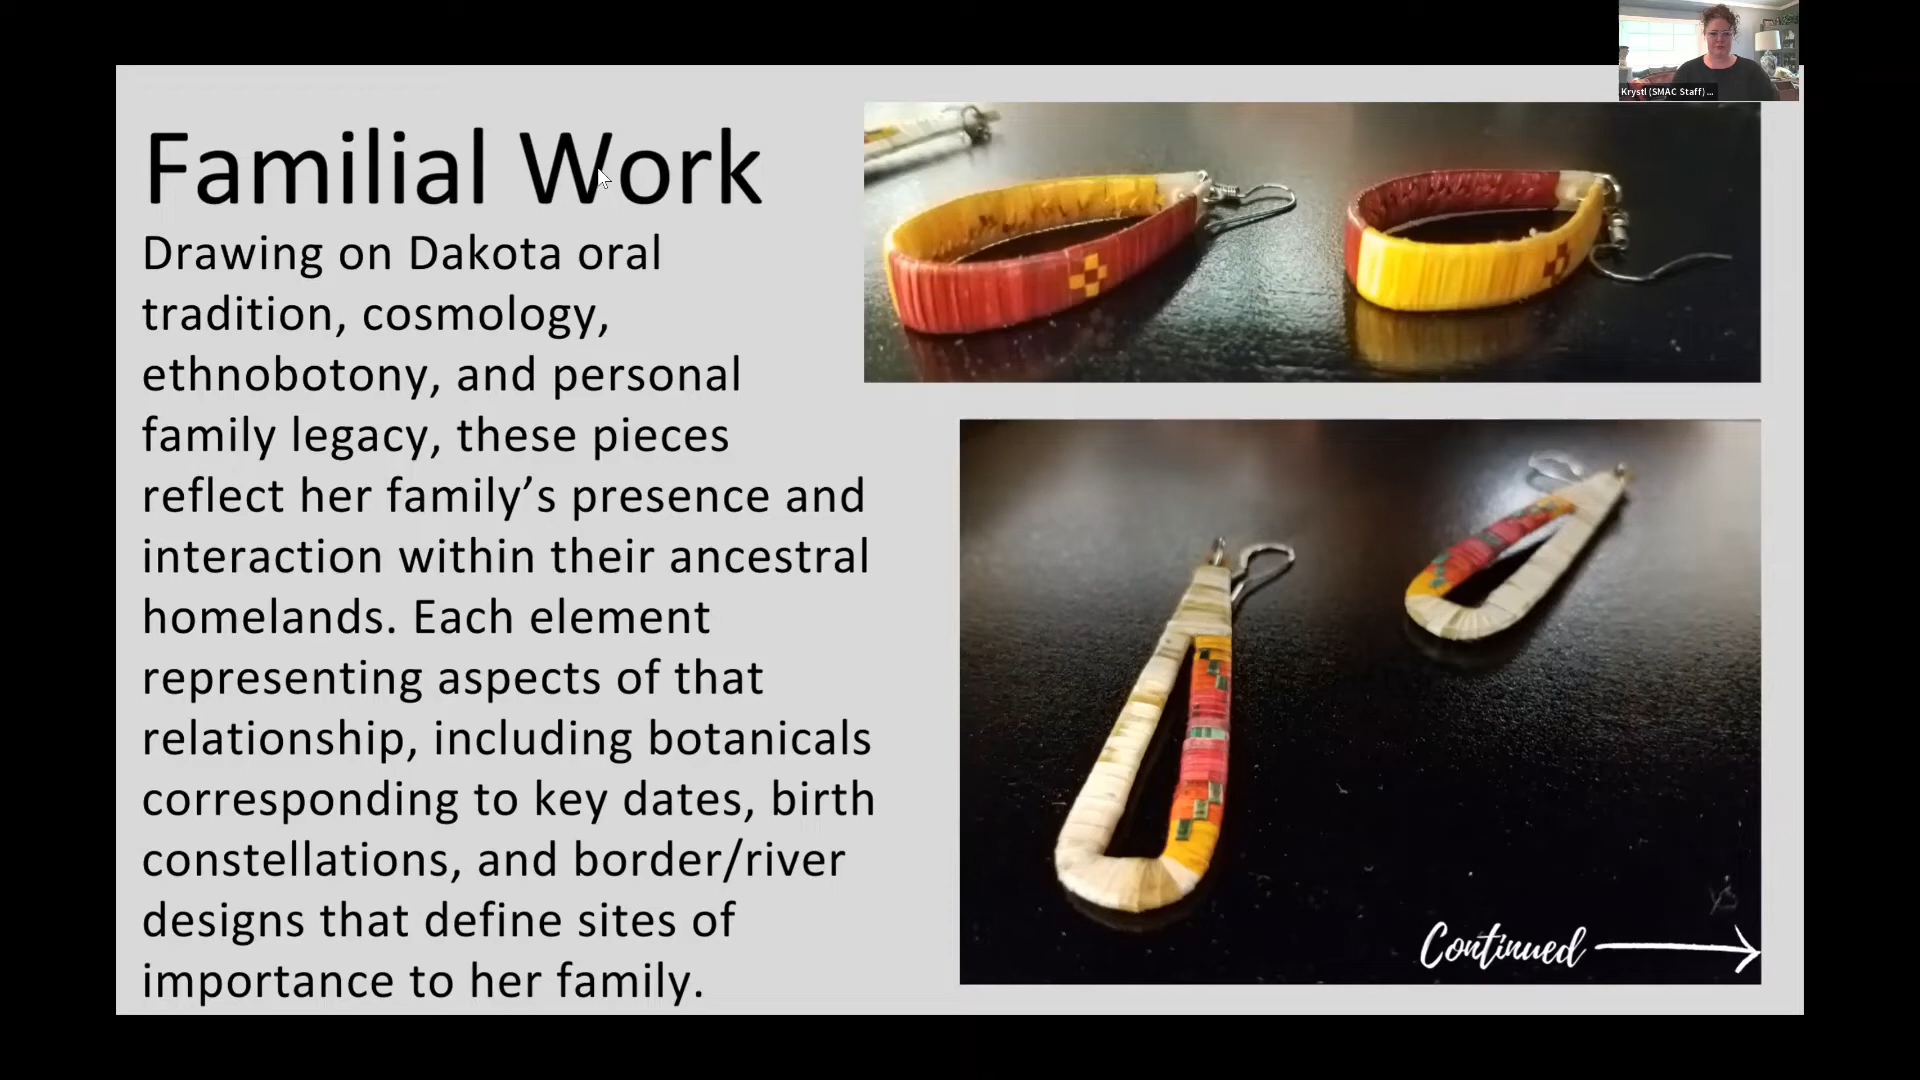 Krystl (SMAC Staff) ...
Familial Work
Drawing on Dakota oral
tradition, cosmology,
ethnobotony, and personal
family legacy, these pieces
reflect her family’s presence and
interaction within their ancestral
homelands. Each element
representing aspects of that
relationship, including botanicals
corresponding to key dates, birth
constellations, and border/river
designs that define sites of
importance to her family.
Continued